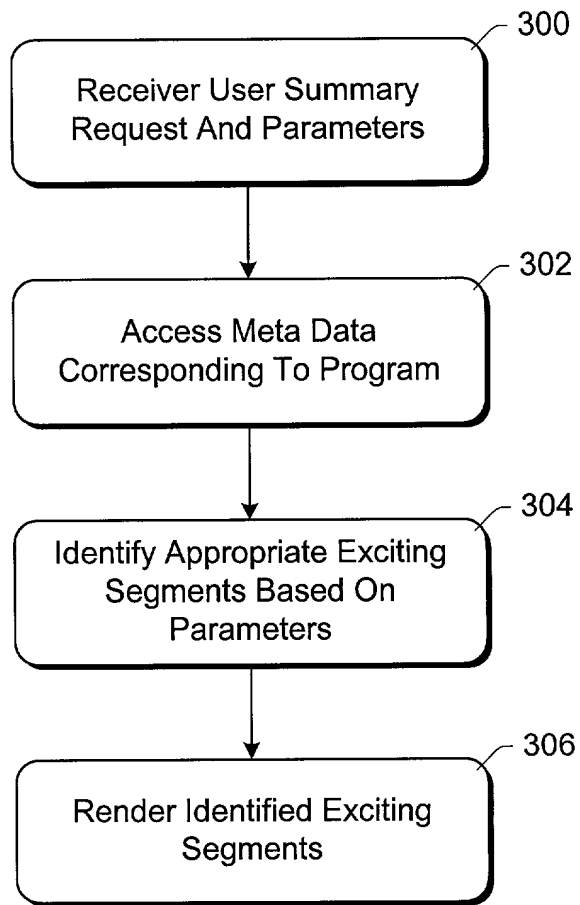 300
Receiver User Summary
Request And Parameters
302
Access Meta Data
Corresponding To Program
304
Identify Appropriate Exciting
Segments Based On
Parameters
306
Render Identified Exciting
Segments